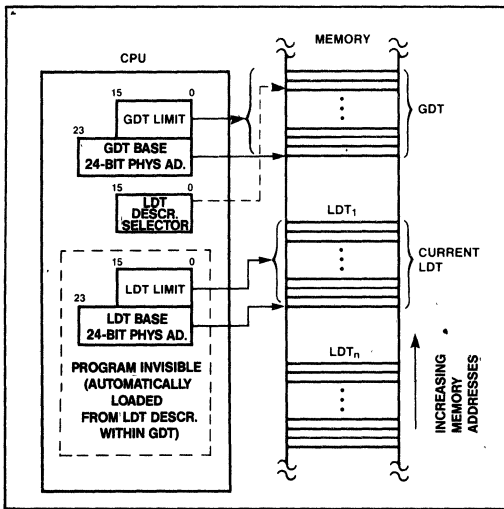 CPU
15 0
GDT LIMIT
23
GDT BASE
24-BIT PHYS AD.
15 0
LDT
DESCR.
SELECTOR
15 0
LDT LIMIT
23
LDT BASE
24-BIT PHYS AD.
PROGRAM INVISIBLE
(AUTOMATICALLY
LOADED
FROM LDT DESCR.
WITHIN GDT)
MEMORY
GDT
LDT₁
CURRENT
LDT
LDTₙ
INCREASING
MEMORY
ADDRESSES